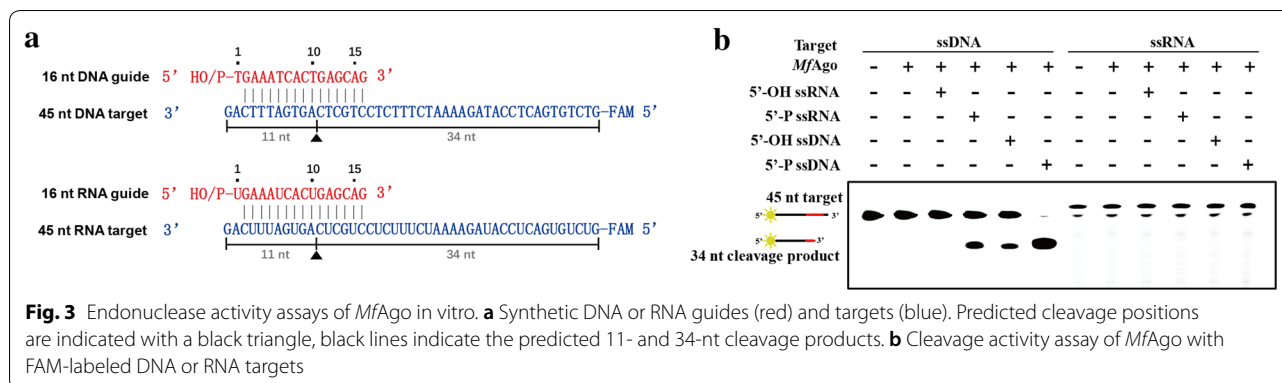 a
1 10 15
16 nt DNA guide 5' HO/P-TGAAATCACTGAGCAG 3'
45 nt DNA target 3' GACTTTAGTGACTCGTCCTCTTTCTAAAAGATACCTCAGTGTCTG-FAM 5'
11 nt 34 nt
1 10 15
16 nt RNA guide 5' HO/P-UGAAAUCACUGAGCAG 3'
45 nt RNA target 3' GACUUUAGUGACUCGUCCUCUUUCUAAAAGAUACCUCAGUGUCUG-FAM 5'
11 nt 34 nt
b
Target ssDNA ssRNA
MfAgo - + + + + + - + + + + +
5'-OH ssRNA - - + - - - - - + - - -
5'-P ssRNA - - - + - - - - - + - -
5'-OH ssDNA - - - - + - - - - - + -
5'-P ssDNA - - - - - + - - - - - +
45 nt target
5'- 3'
5'- 3'
34 nt cleavage product
Fig. 3 Endonuclease activity assays of MfAgo in vitro. a Synthetic DNA or RNA guides (red) and targets (blue). Predicted cleavage positions
are indicated with a black triangle, black lines indicate the predicted 11- and 34-nt cleavage products. b Cleavage activity assay of MfAgo with
FAM-labeled DNA or RNA targets